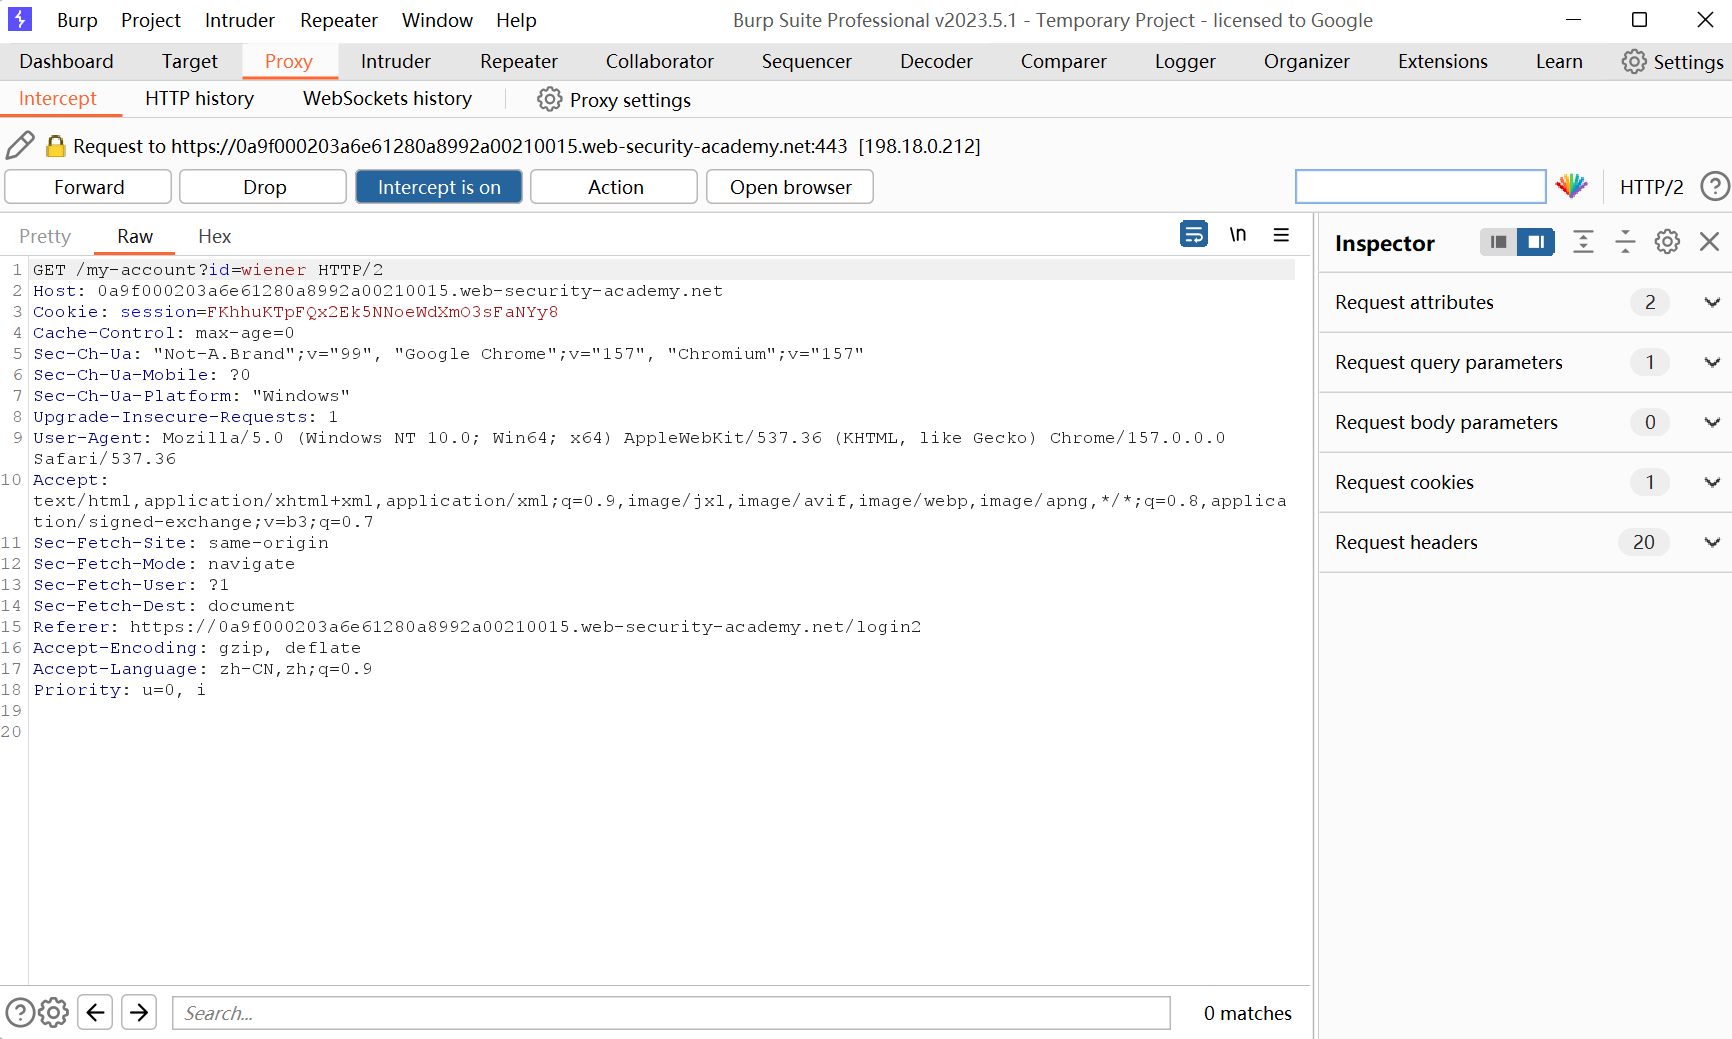 Burp Project Intruder Repeater Window Help Burp Suite Professional v2023.5.1 - Temporary Project - licensed to Google
Dashboard Target Proxy Intruder Repeater Collaborator Sequencer Decoder Comparer Logger Organizer Extensions Learn Settings
Intercept HTTP history WebSockets history Proxy settings
Request to https://0a9f000203a6e61280a8992a00210015.web-security-academy.net:443 [198.18.0.212]
Forward Drop Intercept is on Action Open browser HTTP/2 ?
Pretty Raw Hex \n
1 GET /my-account?id=wiener HTTP/2
2 Host: 0a9f000203a6e61280a8992a00210015.web-security-academy.net
3 Cookie: session=FKhhuKTpFQx2Ek5NNoeWdXmO3sFaNYy8
4 Cache-Control: max-age=0
5 Sec-Ch-Ua: "Not-A.Brand";v="99", "Google Chrome";v="157", "Chromium";v="157"
6 Sec-Ch-Ua-Mobile: ?0
7 Sec-Ch-Ua-Platform: "Windows"
8 Upgrade-Insecure-Requests: 1
9 User-Agent: Mozilla/5.0 (Windows NT 10.0; Win64; x64) AppleWebKit/537.36 (KHTML, like Gecko) Chrome/157.0.0.0
Safari/537.36
10 Accept:
text/html,application/xhtml+xml,application/xml;q=0.9,image/jxl,image/avif,image/webp,image/apng,*/*;q=0.8,applica
tion/signed-exchange;v=b3;q=0.7
11 Sec-Fetch-Site: same-origin
12 Sec-Fetch-Mode: navigate
13 Sec-Fetch-User: ?1
14 Sec-Fetch-Dest: document
15 Referer: https://0a9f000203a6e61280a8992a00210015.web-security-academy.net/login2
16 Accept-Encoding: gzip, deflate
17 Accept-Language: zh-CN,zh;q=0.9
18 Priority: u=0, i
19
20
Inspector
Request attributes 2
Request query parameters 1
Request body parameters 0
Request cookies 1
Request headers 20
? Search... 0 matches